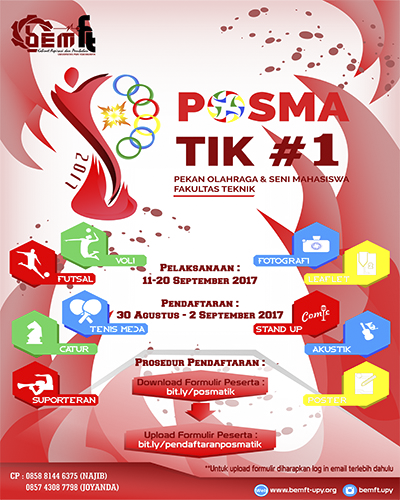 bemft
2017
POSMA
TIK #1
PEKAN OLAHRAGA & SENI MAHASISWA
FAKULTAS TEKNIK
VOLI
FUTSAL
TENIS MEJA
CATUR
SUPORTERAN
FOTOGRAFI
Comic
STAND UP
AKUSTIK
POSTER
PELAKSANAAN :
11-20 SEPTEMBER 2017
PENDAFTARAN :
30 AGUSTUS - 2 SEPTEMBER 2017
PROSEDUR PENDAFTARAN :
Download Formulir Peserta :
bit.ly/posmatik
Upload Formulir Peserta :
bit.ly/pendaftaranposmatik
**Untuk upload formulir diharapkan log in email terlebih dahulu
CP : 0858 8144 6375 (NAJIB)
0857 4308 7798 (JOYANDA)
www.bemft-upy.org
bemft.upy